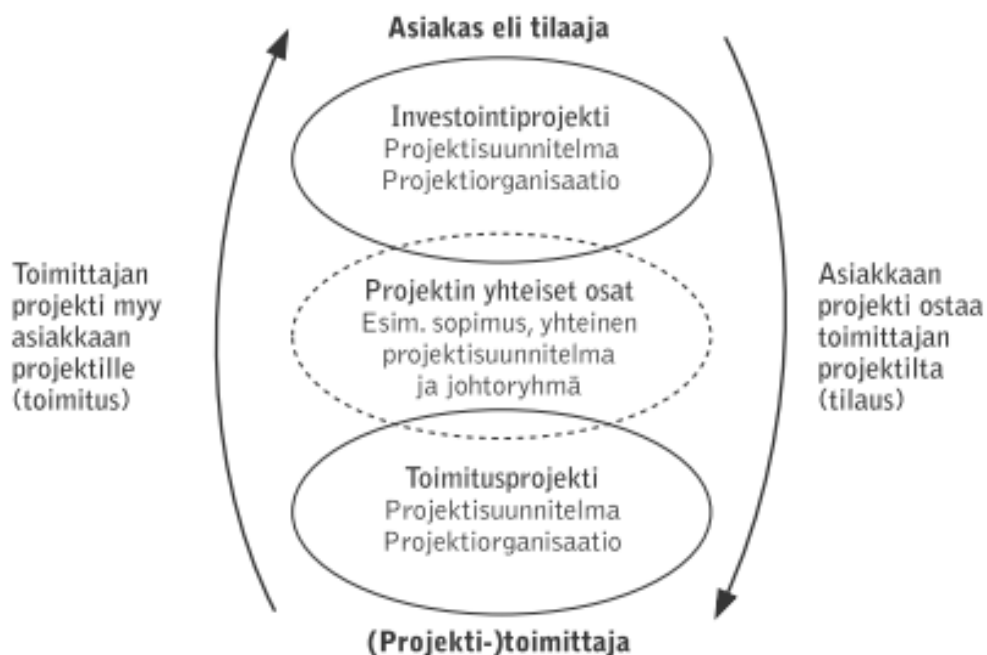 Asiakas eli tilaaja
Investointiprojekti
Projektisuunnitelma
Projektiorganisaatio
Toimittajan
projekti myy
asiakkaan
projektille
(toimitus)
Projektin yhteiset osat
Esim. sopimus, yhteinen
projektisuunnitelma
ja johtoryhmä
Asiakkaan
projekti ostaa
toimittajan
projektilta
(tilaus)
Toimitusprojekti
Projektisuunnitelma
Projektiorganisaatio
(Projekti-)toimittaja